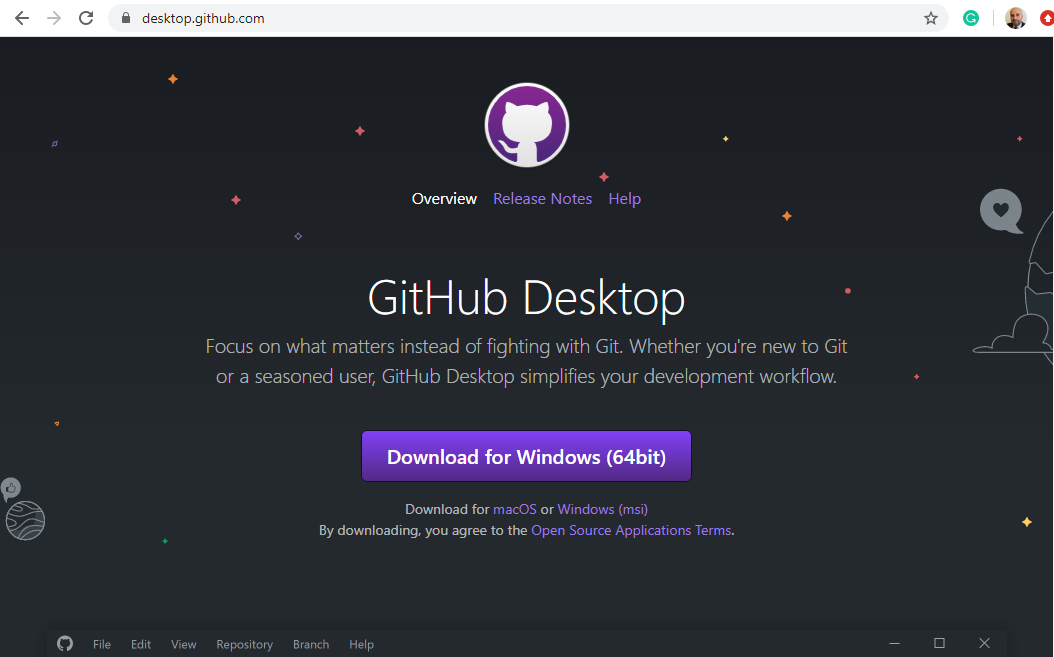 desktop.github.com
Overview Release Notes Help
GitHub Desktop
Focus on what matters instead of fighting with Git. Whether you're new to Git
or a seasoned user, GitHub Desktop simplifies your development workflow.
Download for Windows (64bit)
Download for macOS or Windows (msi)
By downloading, you agree to the Open Source Applications Terms.
File Edit View Repository Branch Help